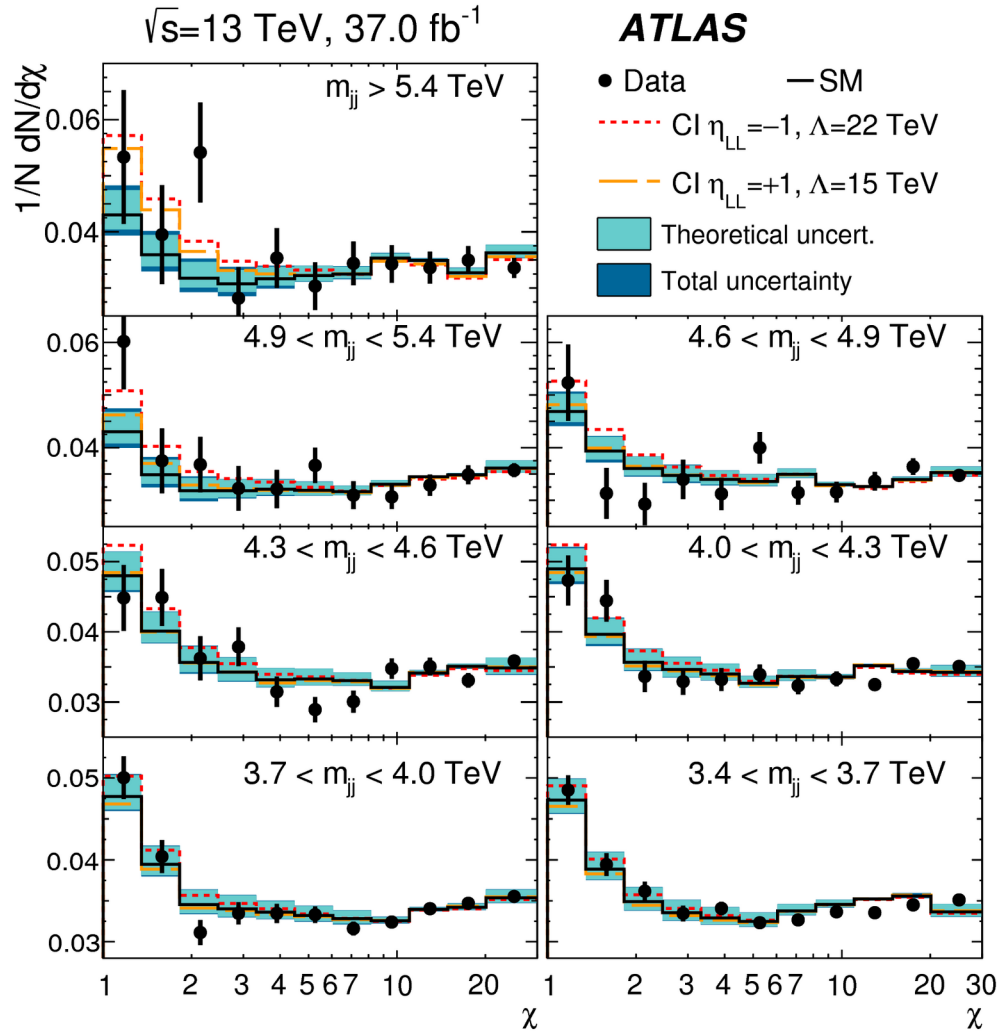 √s=13 TeV, 37.0 fb⁻¹
ATLAS
1/N dN/dχ
m_jj > 5.4 TeV
0.06
0.04
Data
SM
CI η_LL=−1, Λ=22 TeV
CI η_LL=+1, Λ=15 TeV
Theoretical uncert.
Total uncertainty
4.9 < m_jj < 5.4 TeV
0.06
0.04
4.6 < m_jj < 4.9 TeV
4.3 < m_jj < 4.6 TeV
0.05
0.04
0.03
4.0 < m_jj < 4.3 TeV
3.7 < m_jj < 4.0 TeV
0.05
0.04
0.03
3.4 < m_jj < 3.7 TeV
1 2 3 4 5 6 7 10 20
χ
1 2 3 4 5 6 7 10 20 30
χ